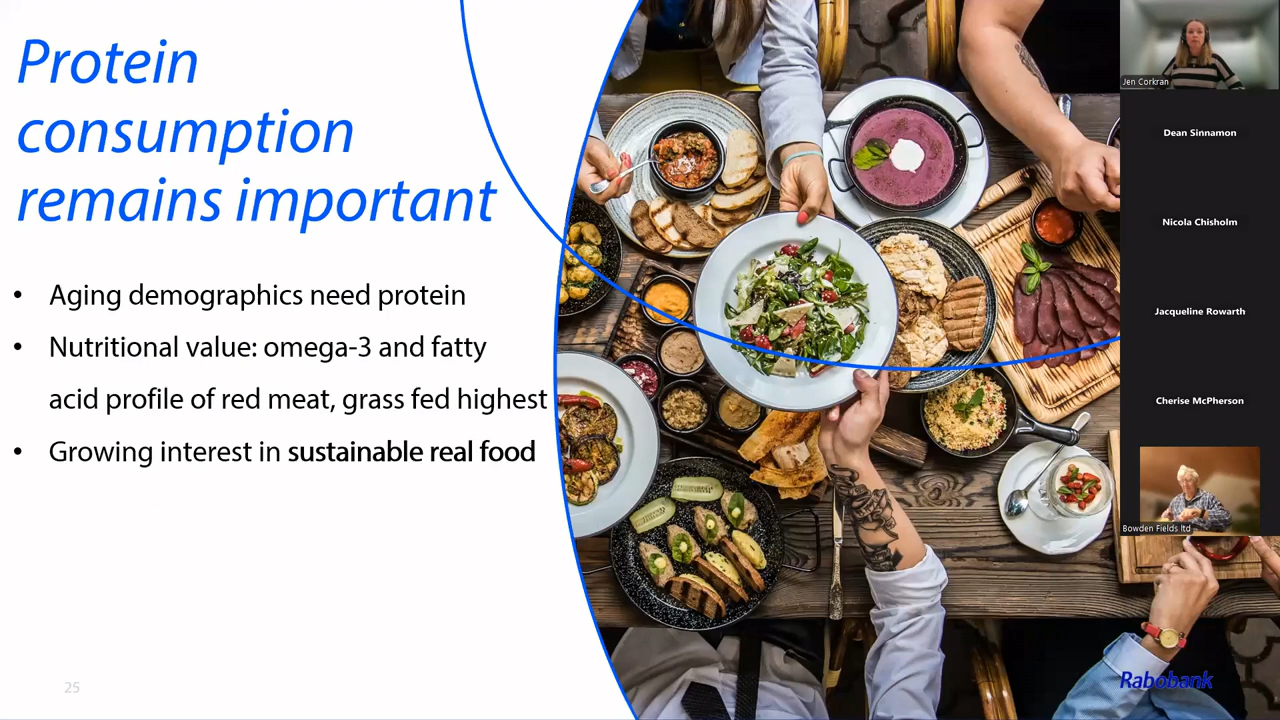 Protein
consumption
remains important
• Aging demographics need protein
• Nutritional value: omega-3 and fatty
acid profile of red meat, grass fed highest
• Growing interest in sustainable real food
25
Rabobank
Jen Corkran
Dean Sinnamon
Nicola Chisholm
Jacqueline Rowarth
Cherise McPherson
Bowden Fields ltd